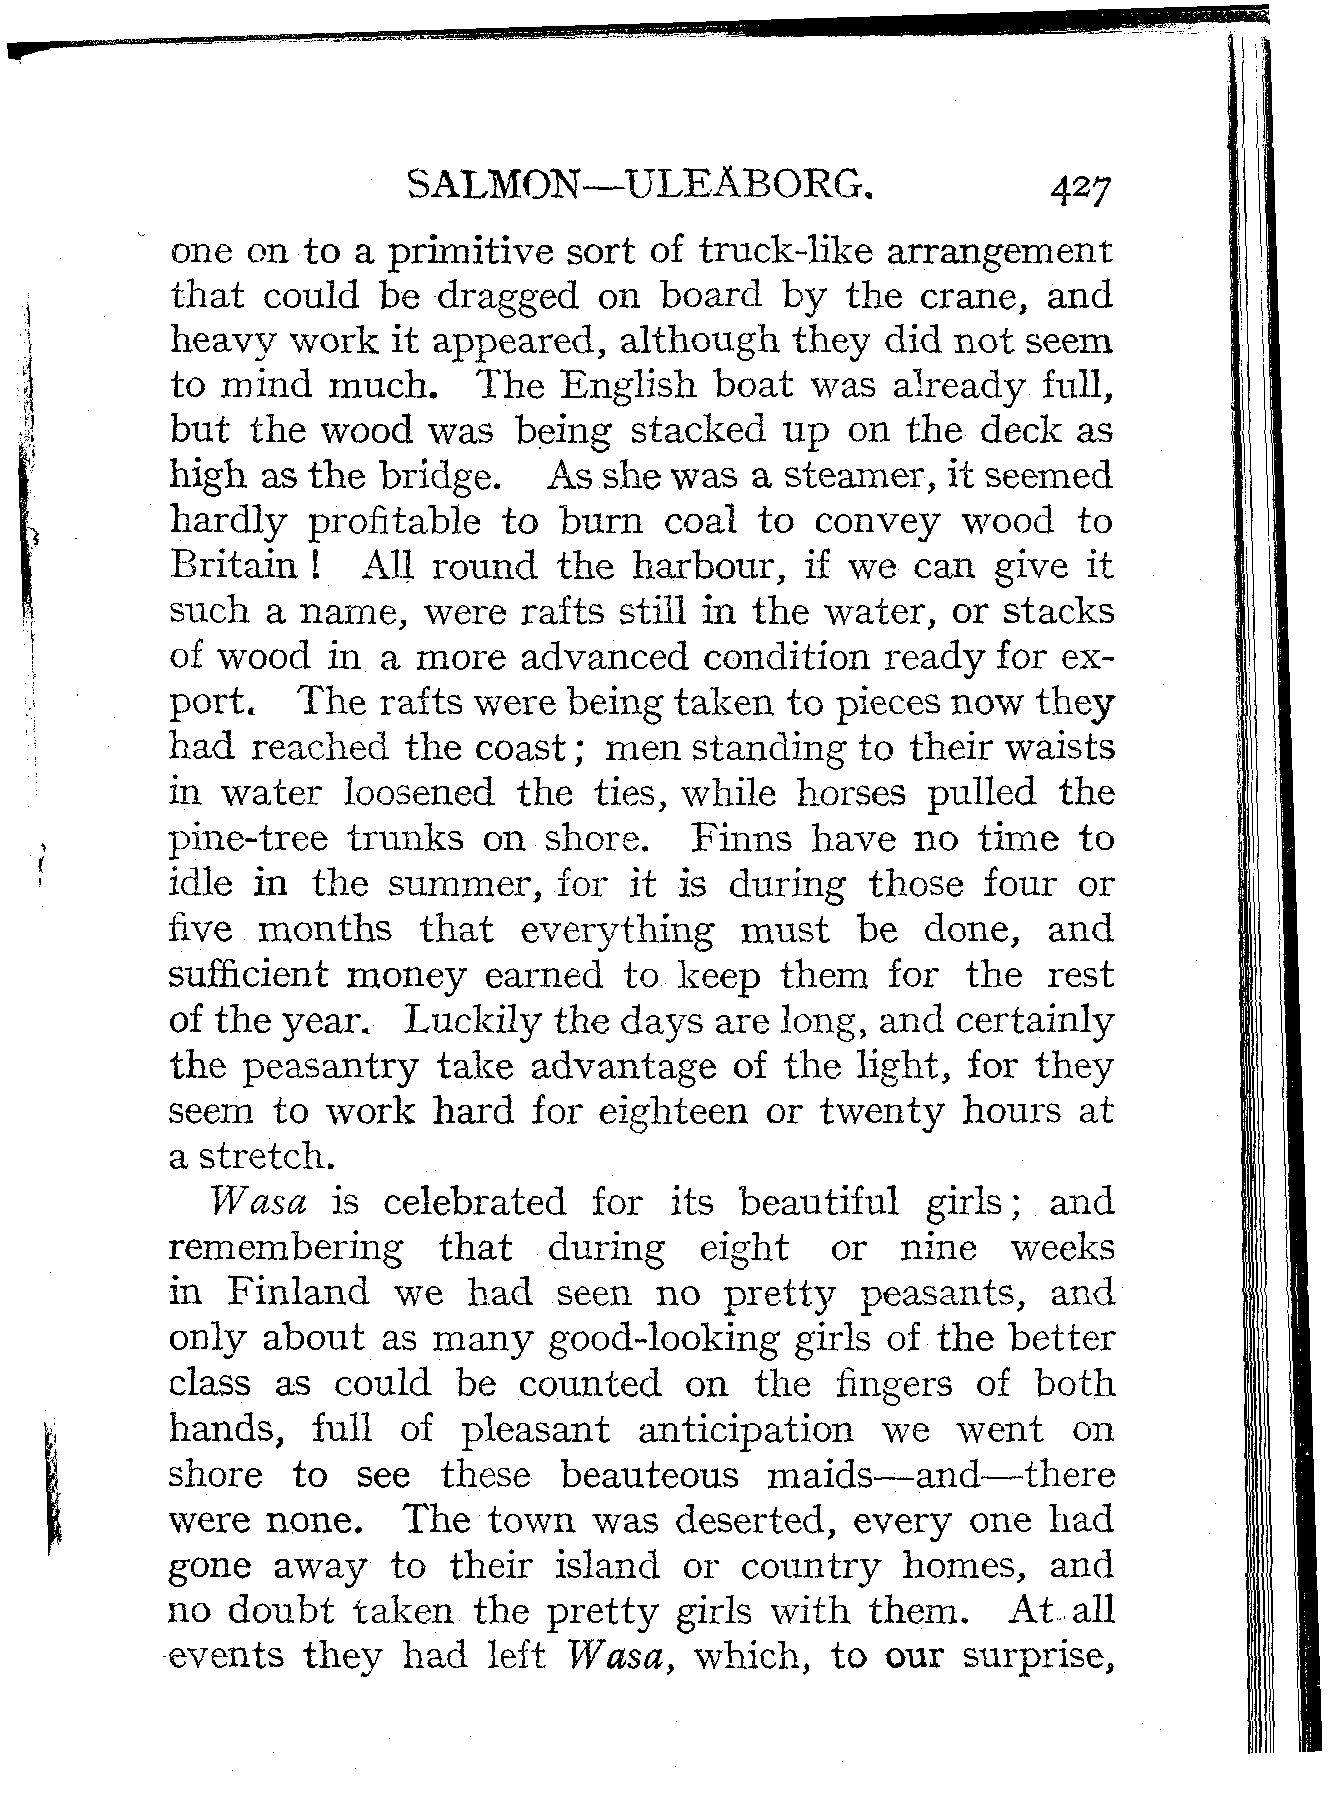 SALMON—ULEÅBORG. 427
one on to a primitive sort of truck-like arrangement
that could be dragged on board by the crane, and
heavy work it appeared, although they did not seem
to mind much. The English boat was already full,
but the wood was being stacked up on the deck as
high as the bridge. As she was a steamer, it seemed
hardly profitable to burn coal to convey wood to
Britain! All round the harbour, if we can give it
such a name, were rafts still in the water, or stacks
of wood in a more advanced condition ready for ex-
port. The rafts were being taken to pieces now they
had reached the coast; men standing to their waists
in water loosened the ties, while horses pulled the
pine-tree trunks on shore. Finns have no time to
idle in the summer, for it is during those four or
five months that everything must be done, and
sufficient money earned to keep them for the rest
of the year. Luckily the days are long, and certainly
the peasantry take advantage of the light, for they
seem to work hard for eighteen or twenty hours at
a stretch.
Wasa is celebrated for its beautiful girls; and
remembering that during eight or nine weeks
in Finland we had seen no pretty peasants, and
only about as many good-looking girls of the better
class as could be counted on the fingers of both
hands, full of pleasant anticipation we went on
shore to see these beauteous maids—and—there
were none. The town was deserted, every one had
gone away to their island or country homes, and
no doubt taken the pretty girls with them. At all
events they had left Wasa, which, to our surprise,